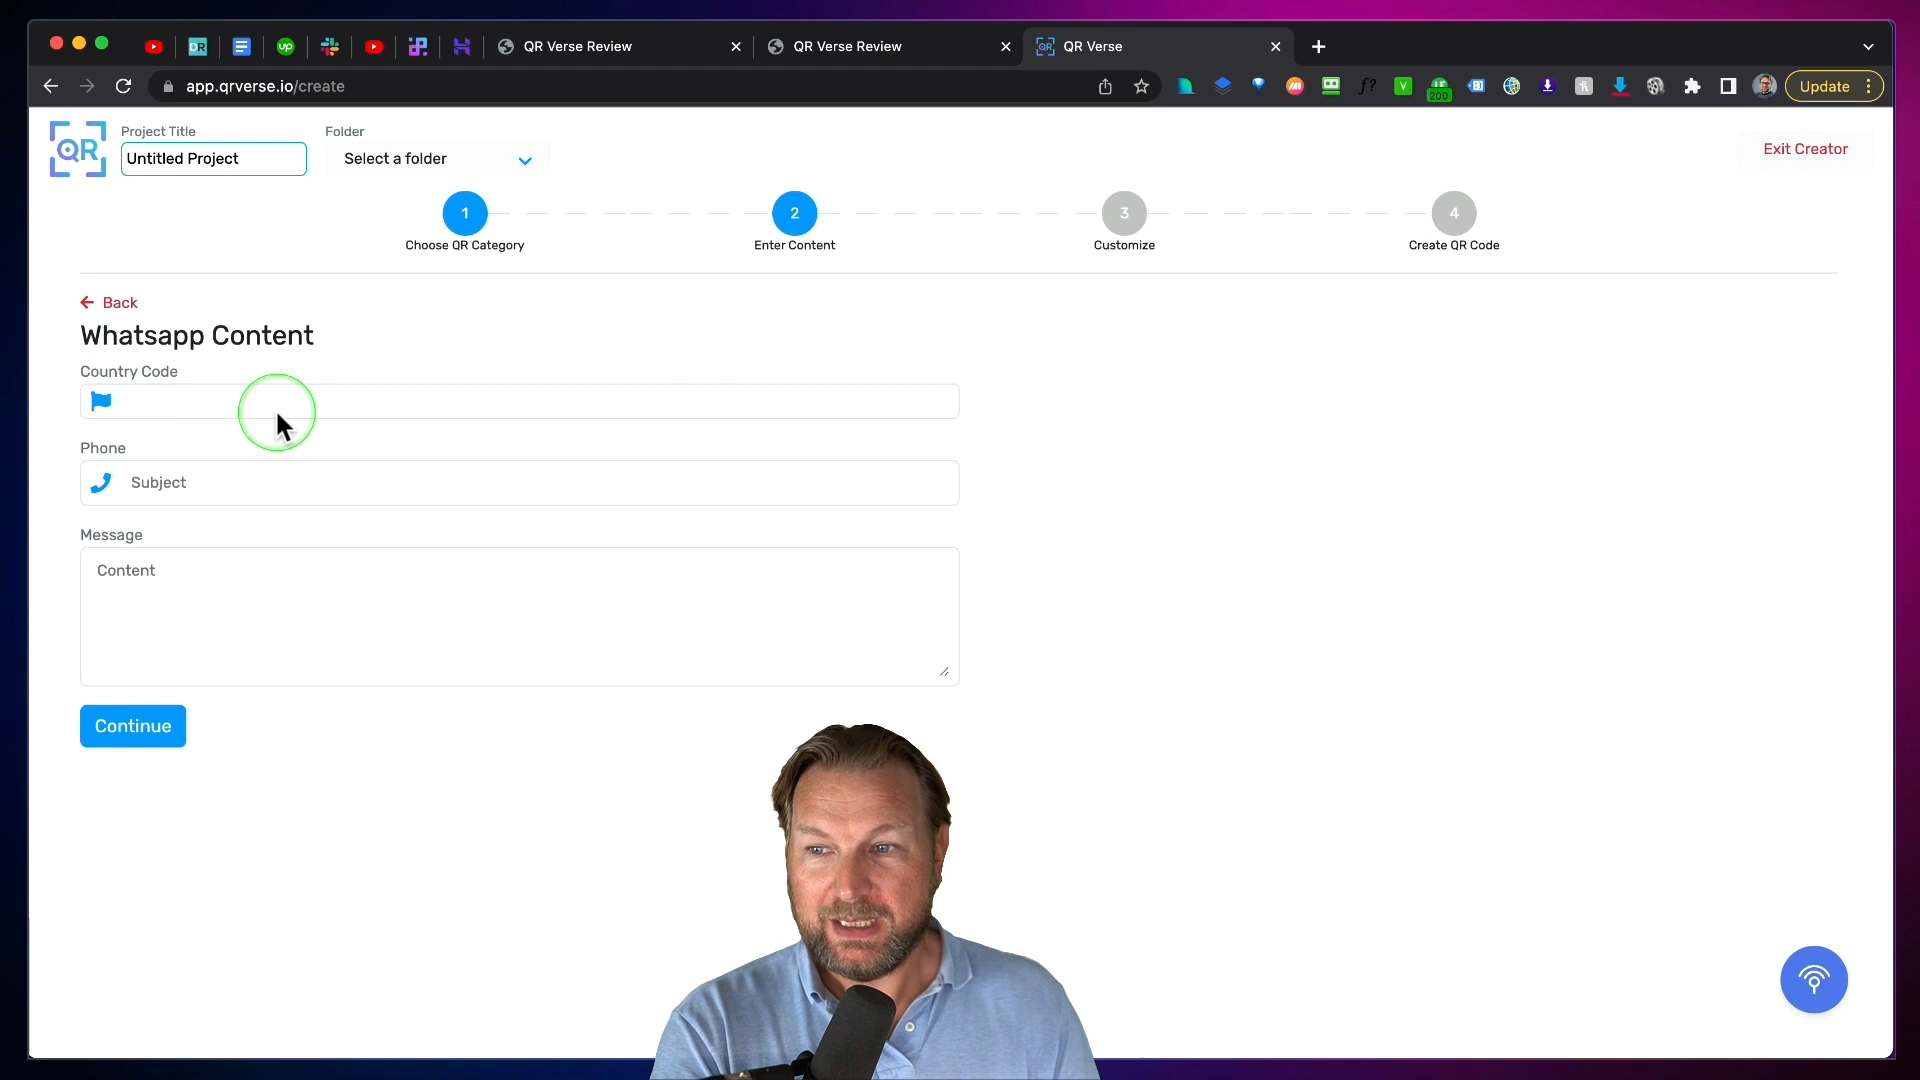 QR Verse Review
QR Verse Review
QR Verse
app.qrverse.io/create
200
Update
QR
Project Title
Untitled Project
Folder
Select a folder
Exit Creator
1
2
3
4
Choose QR Category
Enter Content
Customize
Create QR Code
Back
Whatsapp Content
Country Code
Phone
Subject
Message
Content
Continue